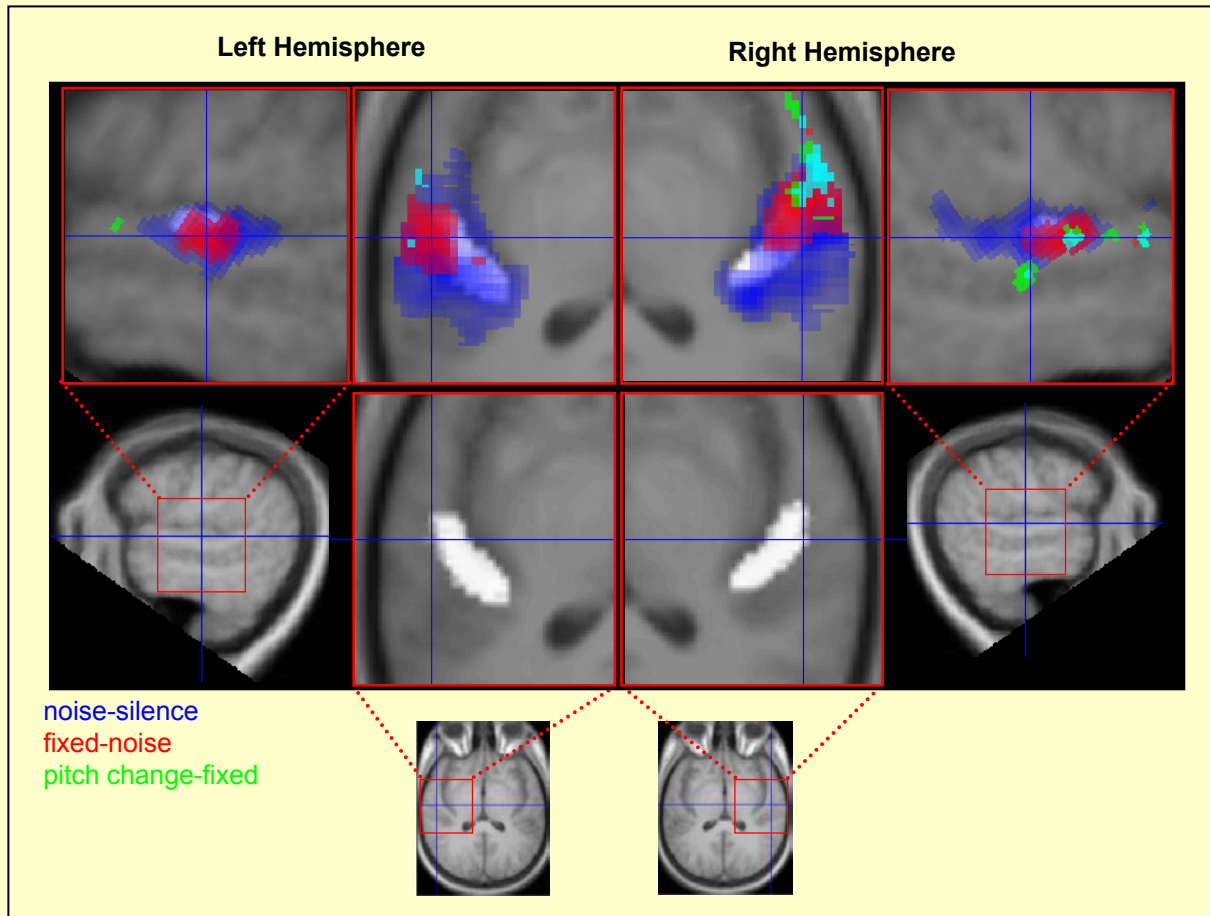 Left Hemisphere
Right Hemisphere
noise-silence
fixed-noise
pitch change-fixed